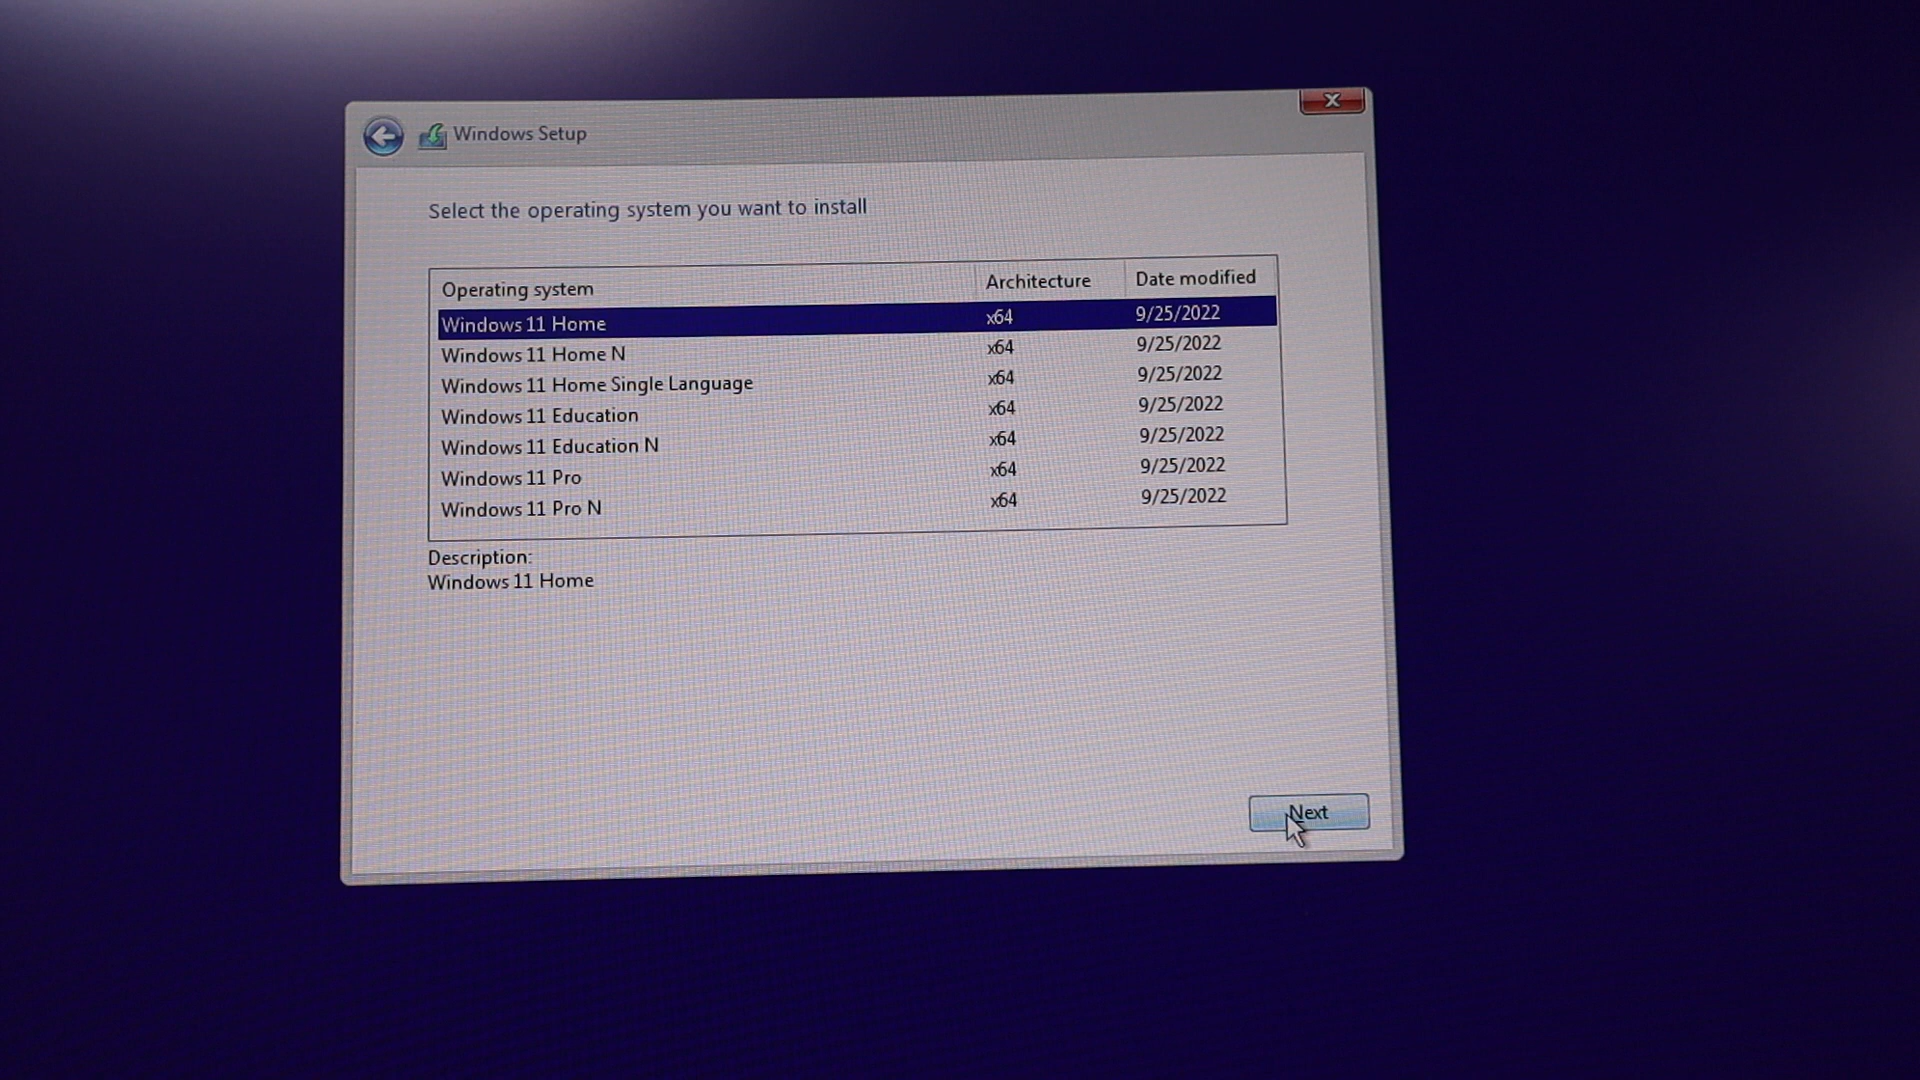 Windows Setup
Select the operating system you want to install
Operating system Architecture Date modified
Windows 11 Home x64 9/25/2022
Windows 11 Home N x64 9/25/2022
Windows 11 Home Single Language x64 9/25/2022
Windows 11 Education x64 9/25/2022
Windows 11 Education N x64 9/25/2022
Windows 11 Pro x64 9/25/2022
Windows 11 Pro N x64 9/25/2022
Description:
Windows 11 Home
Next